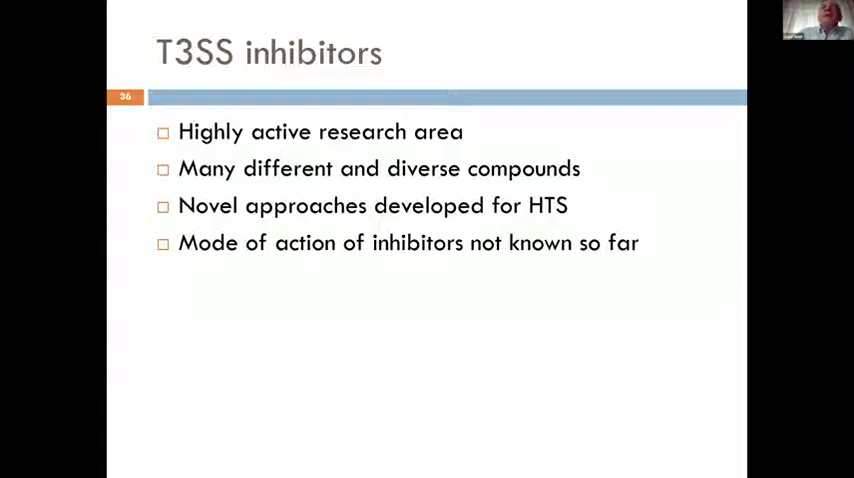 T3SS inhibitors
36
Highly active research area
Many different and diverse compounds
Novel approaches developed for HTS
Mode of action of inhibitors not known so far